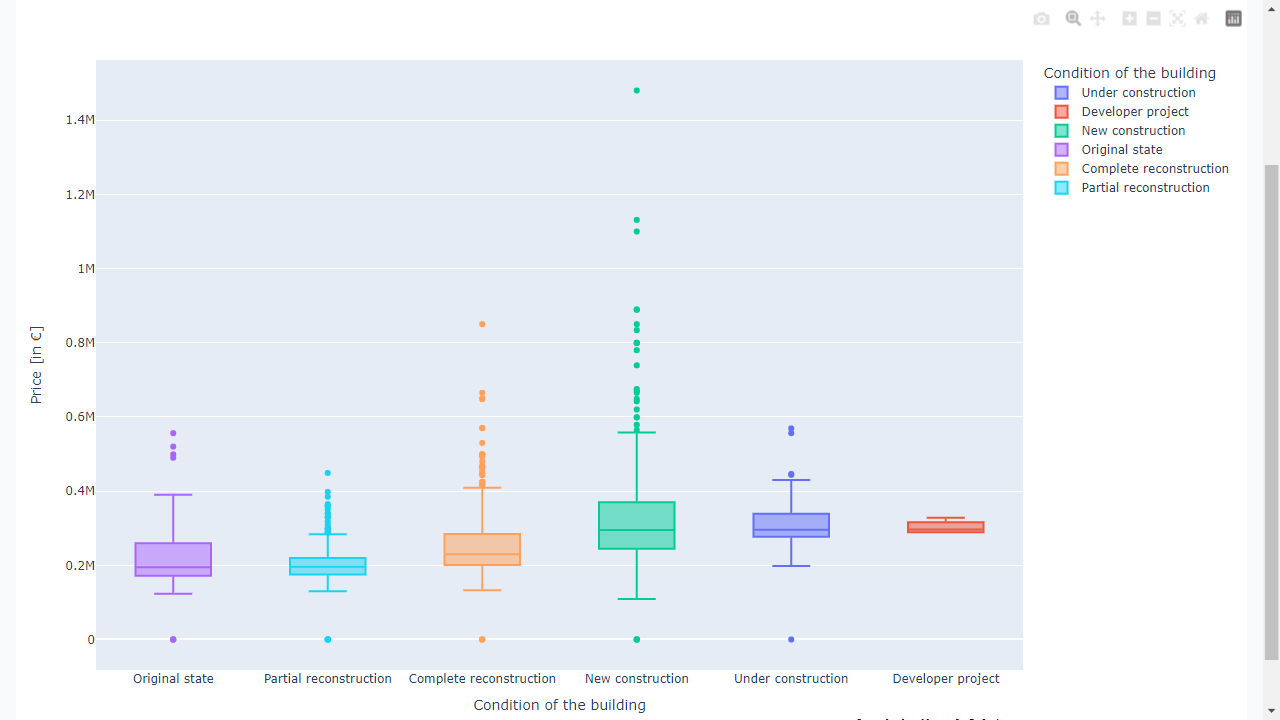 Condition of the building
Under construction
Developer project
New construction
Original state
Complete reconstruction
Partial reconstruction
1.4M
1.2M
1M
0.8M
0.6M
0.4M
0.2M
0
Price [in €]
Original state
Partial reconstruction
Complete reconstruction
New construction
Under construction
Developer project
Condition of the building